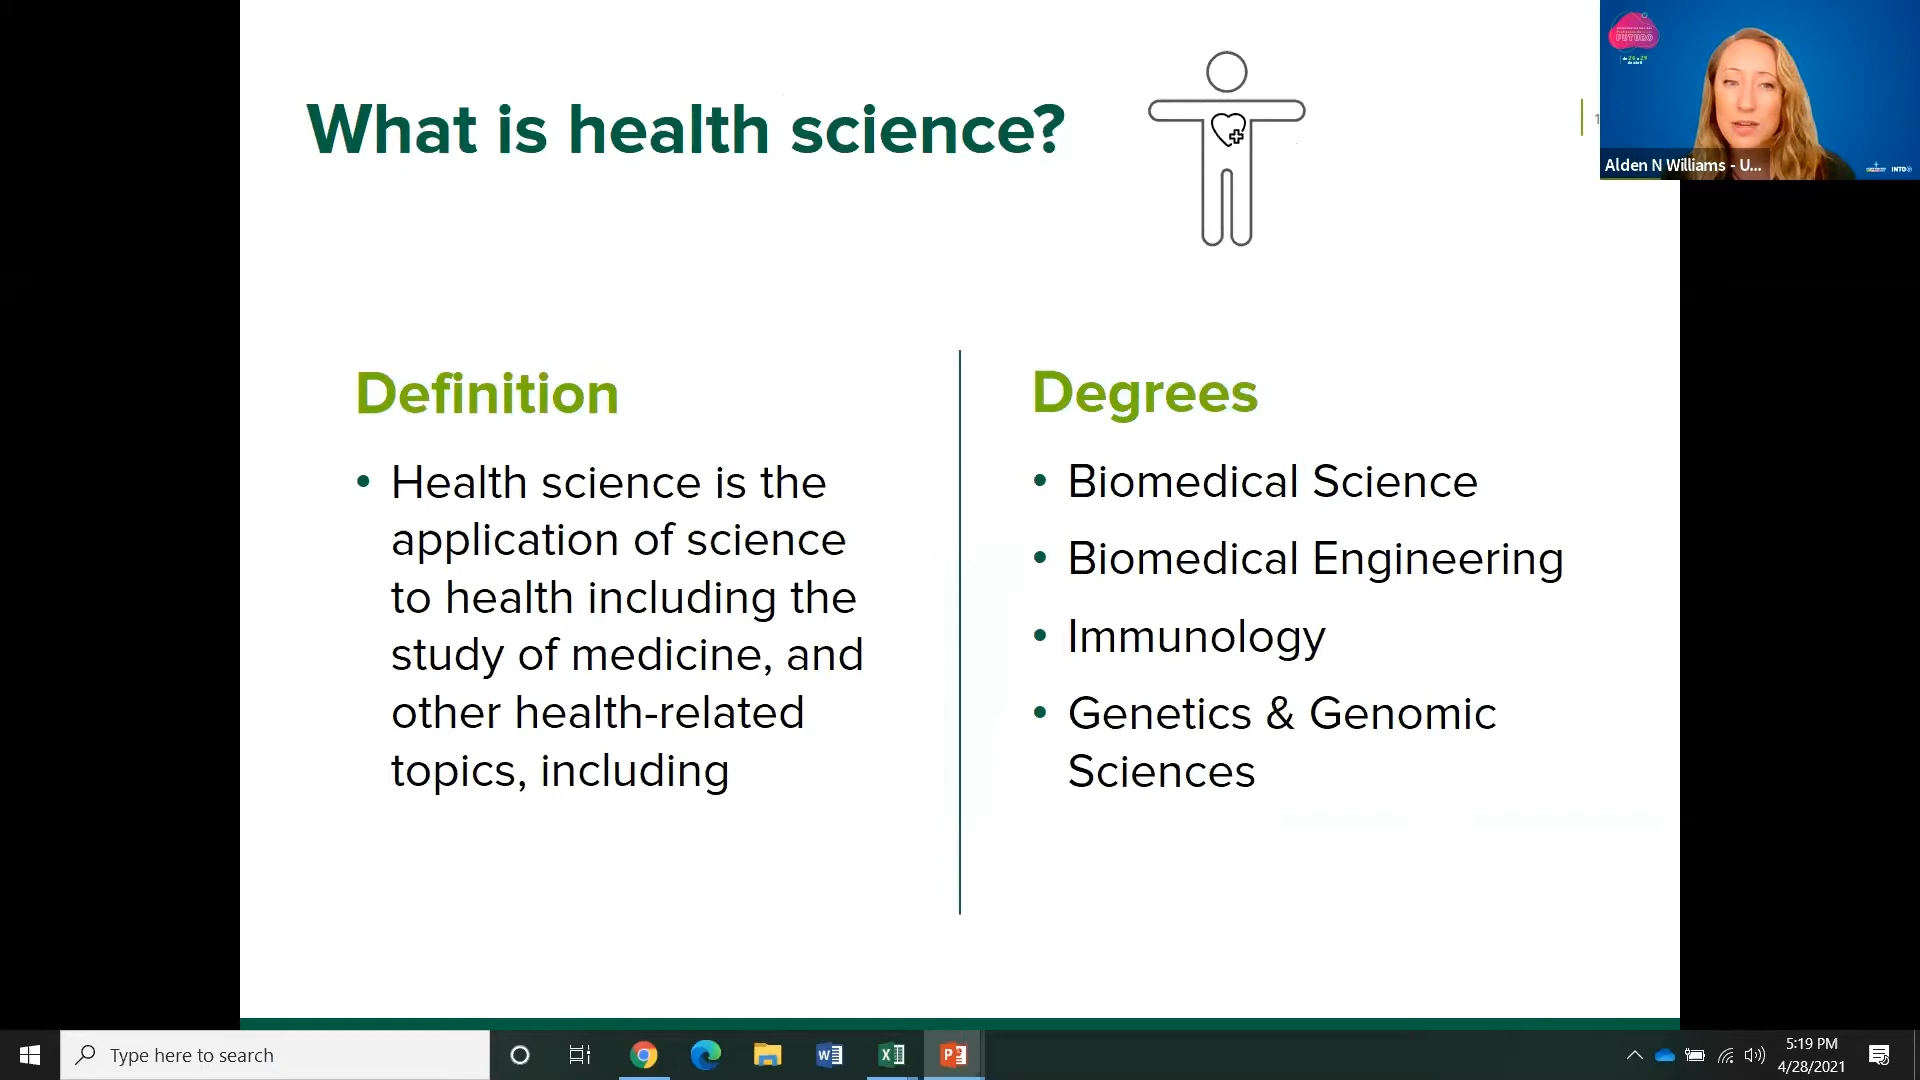 What is health science?
Definition
• Health science is the
application of science
to health including the
study of medicine, and
other health-related
topics, including
Degrees
• Biomedical Science
• Biomedical Engineering
• Immunology
• Genetics & Genomic
Sciences
FUTURO
Alden N Williams - U...
INTO
Type here to search
5:19 PM
4/28/2021